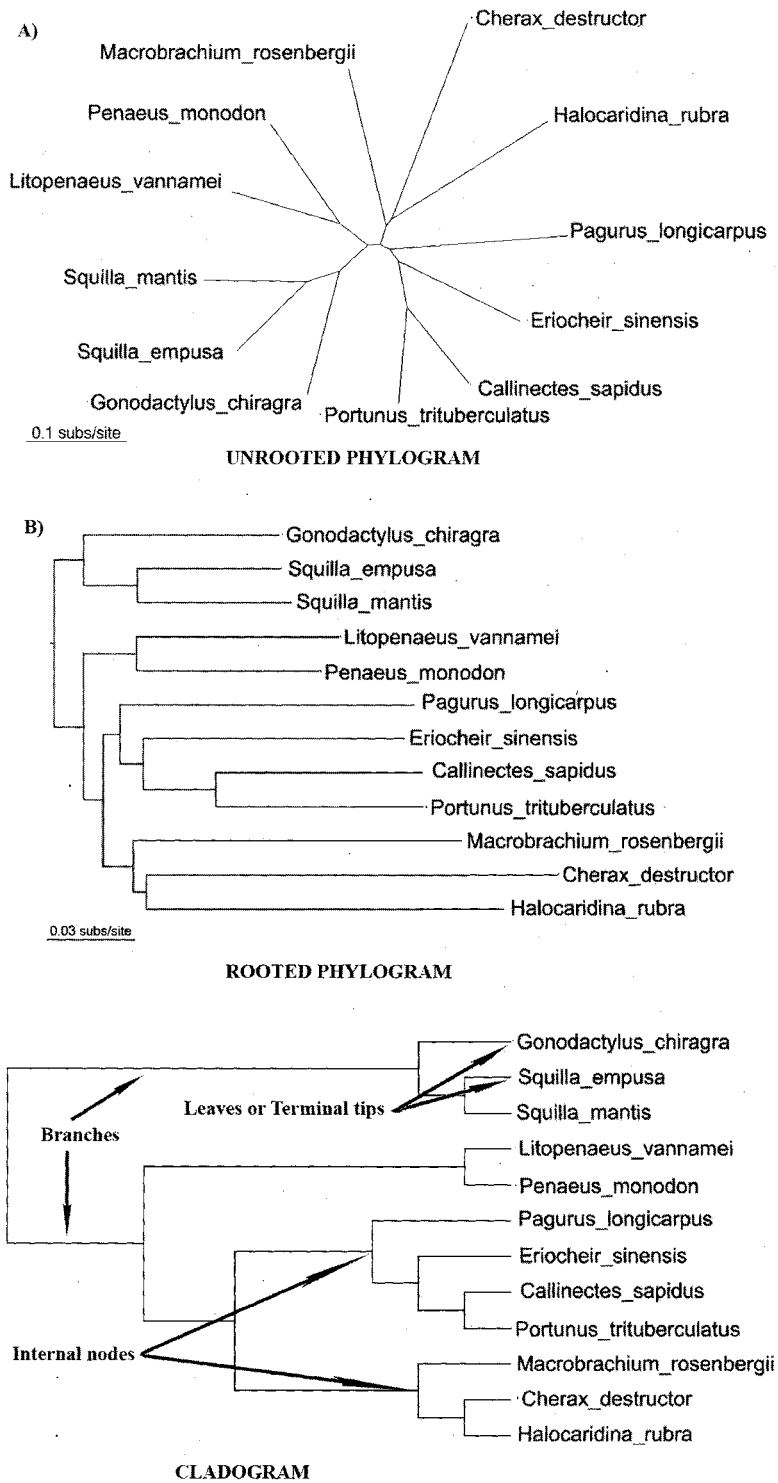 A)
Cherax_destructor
Macrobrachium_rosenbergii
Penaeus_monodon
Halocaridina_rubra
Litopenaeus_vannamei
Pagurus_longicarpus
Squilla_mantis
Eriocheir_sinensis
Squilla_empusa
Callinectes_sapidus
Gonodactylus_chiragra
Portunus_trituberculatus
0.1 subs/site
UNROOTED PHYLOGRAM
B)
Gonodactylus_chiragra
Squilla_empusa
Squilla_mantis
Litopenaeus_vannamei
Penaeus_monodon
Pagurus_longicarpus
Eriocheir_sinensis
Callinectes_sapidus
Portunus_trituberculatus
Macrobrachium_rosenbergii
Cherax_destructor
Halocaridina_rubra
0.03 subs/site
ROOTED PHYLOGRAM
Gonodactylus_chiragra
Squilla_empusa
Leaves or Terminal tips
Squilla_mantis
Branches
Litopenaeus_vannamei
Penaeus_monodon
Pagurus_longicarpus
Eriocheir_sinensis
Callinectes_sapidus
Portunus_trituberculatus
Internal nodes
Macrobrachium_rosenbergii
Cherax_destructor
Halocaridina_rubra
CLADOGRAM